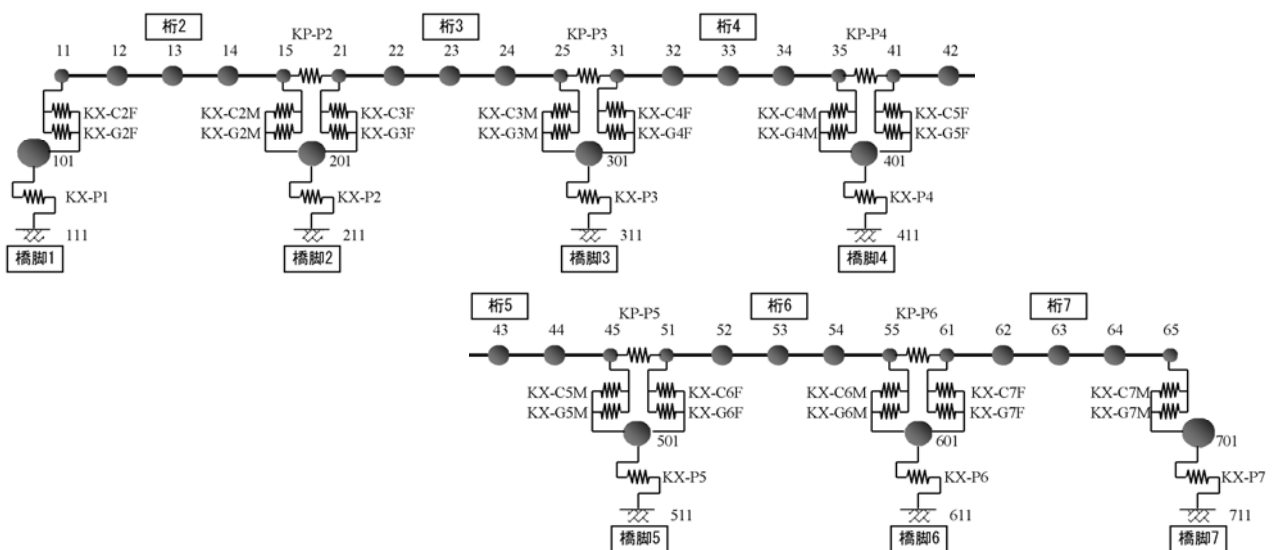 桁2 KP-P2 桁3 KP-P3 桁4 KP-P4
11 12 13 14 15 21 22 23 24 25 31 32 33 34 35 41 42
KX-C2F KX-C2M KX-C3F KX-C3M KX-C4F KX-C4M KX-C5F
KX-G2F KX-G2M KX-G3F KX-G3M KX-G4F KX-G4M KX-G5F
101 201 301 401
KX-P1 KX-P2 KX-P3 KX-P4
111 211 311 411
橋脚1 橋脚2 橋脚3 橋脚4
桁5 KP-P5 桁6 KP-P6 桁7
43 44 45 51 52 53 54 55 61 62 63 64 65
KX-C5M KX-C6F KX-C6M KX-C7F KX-C7M
KX-G5M KX-G6F KX-G6M KX-G7F KX-G7M
501 601 701
KX-P5 KX-P6 KX-P7
511 611 711
橋脚5 橋脚6 橋脚7